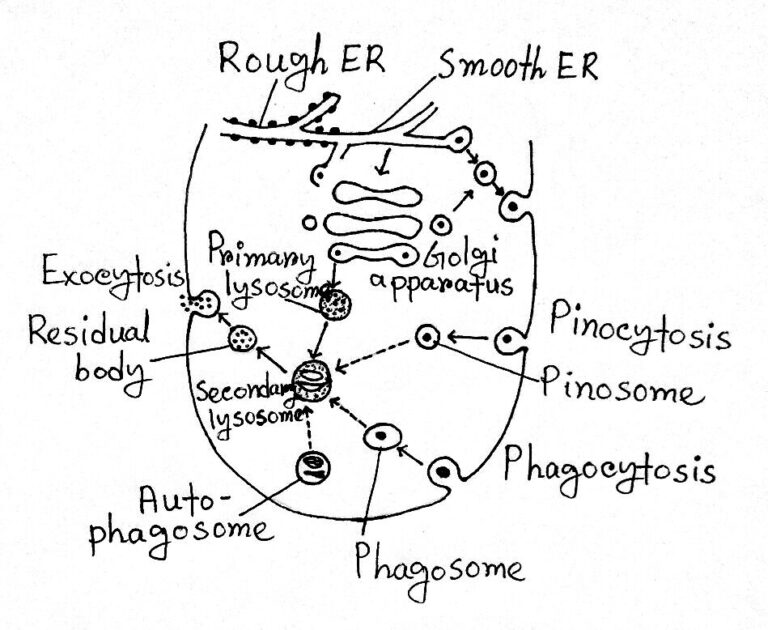 Rough ER
Smooth ER
Primary
lysosome
Golgi
apparatus
Exocytosis
Residual
body
Pinocytosis
Pinosome
Secondary
lysosome
Phagocytosis
Auto-
phagosome
Phagosome